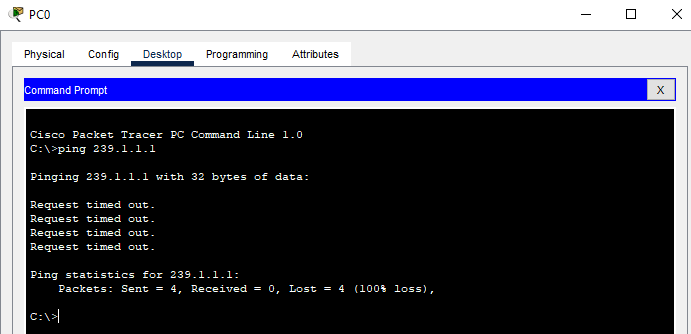 PC0
Physical Config Desktop Programming Attributes
Command Prompt X
Cisco Packet Tracer PC Command Line 1.0
C:\>ping 239.1.1.1
Pinging 239.1.1.1 with 32 bytes of data:
Request timed out.
Request timed out.
Request timed out.
Request timed out.
Ping statistics for 239.1.1.1:
    Packets: Sent = 4, Received = 0, Lost = 4 (100% loss),
C:\>